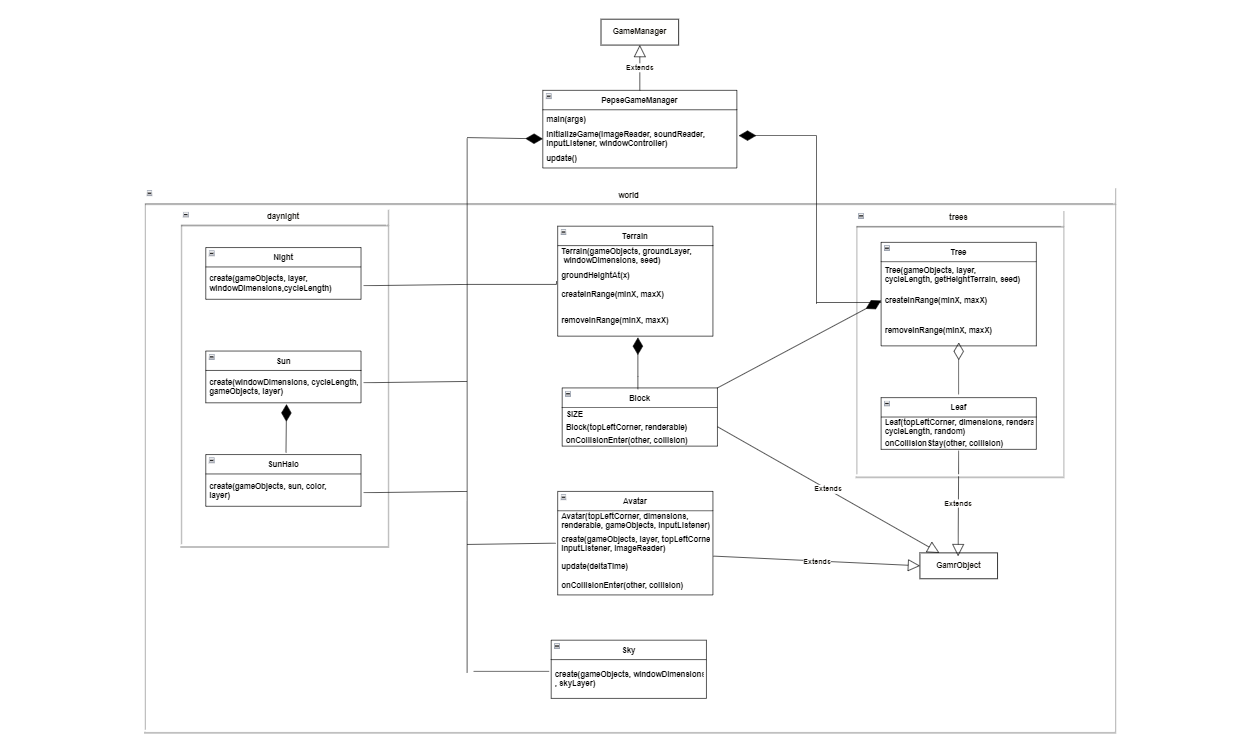 GameManager
Extends
PepseGameManager
main(args)
initializeGame(imageReader, soundReader,
inputListener, windowController)
update()
world
daynight
trees
Night
create(gameObjects, layer,
windowDimensions,cycleLength)
Terrain
Terrain(gameObjects, groundLayer,
windowDimensions, seed)
groundHeightAt(x)
createInRange(minX, maxX)
removeInRange(minX, maxX)
Tree
Tree(gameObjects, layer,
cycleLength, getHeightTerrain, seed)
createInRange(minX, maxX)
removeInRange(minX, maxX)
Sun
create(windowDimensions, cycleLength,
gameObjects, layer)
Block
SIZE
Block(topLeftCorner, renderable)
onCollisionEnter(other, collision)
Leaf
Leaf(topLeftCorner, dimensions, rendera
cycleLength, random)
onCollisionStay(other, collision)
SunHalo
create(gameObjects, sun, color,
layer)
Extends
Extends
Avatar
Avatar(topLeftCorner, dimensions,
renderable, gameObjects, inputListener)
create(gameObjects, layer, topLeftCorne
inputListener, imageReader)
update(deltaTime)
onCollisionEnter(other, collision)
Extends
GamrObject
Sky
create(gameObjects, windowDimensions
, skyLayer)